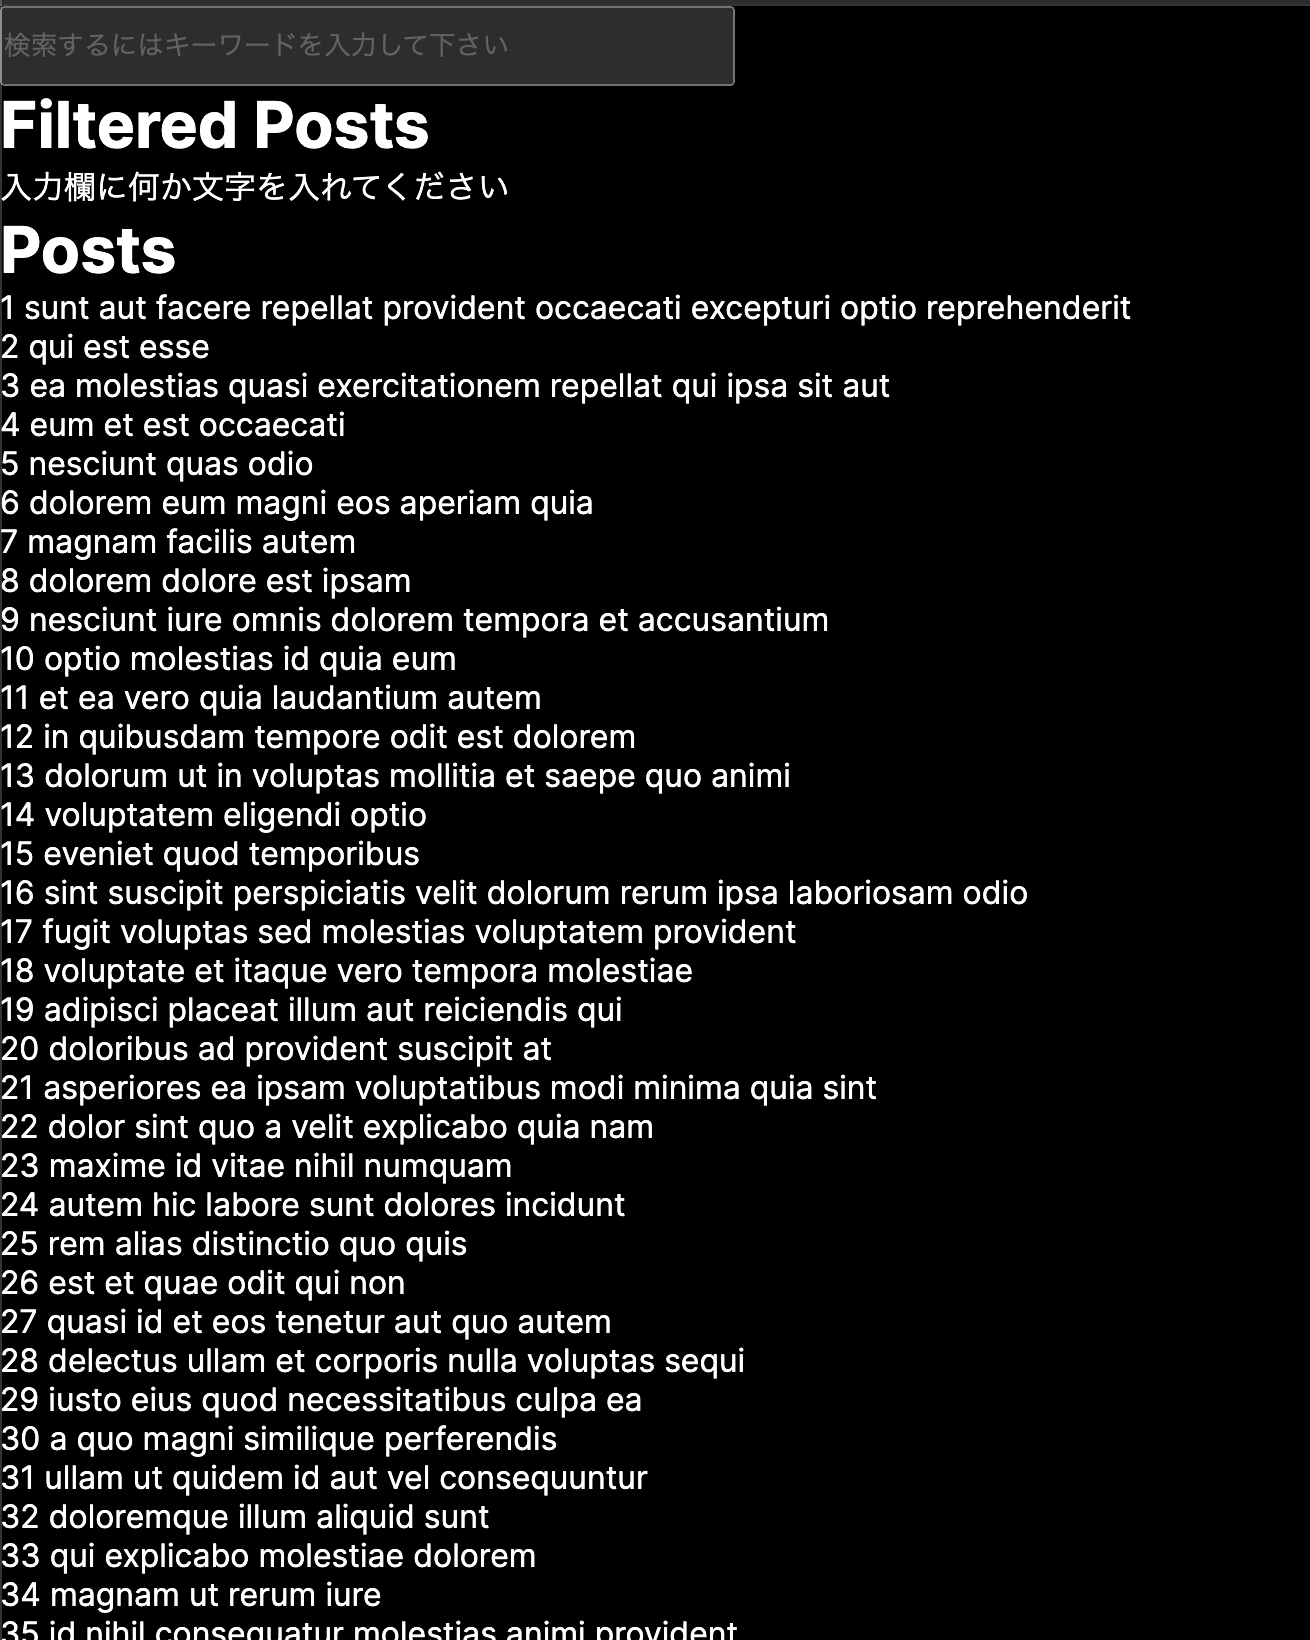 検索するにはキーワードを入力して下さい
Filtered Posts
入力欄に何か文字を入れてください
Posts
1 sunt aut facere repellat provident occaecati excepturi optio reprehenderit
2 qui est esse
3 ea molestias quasi exercitationem repellat qui ipsa sit aut
4 eum et est occaecati
5 nesciunt quas odio
6 dolorem eum magni eos aperiam quia
7 magnam facilis autem
8 dolorem dolore est ipsam
9 nesciunt iure omnis dolorem tempora et accusantium
10 optio molestias id quia eum
11 et ea vero quia laudantium autem
12 in quibusdam tempore odit est dolorem
13 dolorum ut in voluptas mollitia et saepe quo animi
14 voluptatem eligendi optio
15 eveniet quod temporibus
16 sint suscipit perspiciatis velit dolorum rerum ipsa laboriosam odio
17 fugit voluptas sed molestias voluptatem provident
18 voluptate et itaque vero tempora molestiae
19 adipisci placeat illum aut reiciendis qui
20 doloribus ad provident suscipit at
21 asperiores ea ipsam voluptatibus modi minima quia sint
22 dolor sint quo a velit explicabo quia nam
23 maxime id vitae nihil numquam
24 autem hic labore sunt dolores incidunt
25 rem alias distinctio quo quis
26 est et quae odit qui non
27 quasi id et eos tenetur aut quo autem
28 delectus ullam et corporis nulla voluptas sequi
29 iusto eius quod necessitatibus culpa ea
30 a quo magni similique perferendis
31 ullam ut quidem id aut vel consequuntur
32 doloremque illum aliquid sunt
33 qui explicabo molestiae dolorem
34 magnam ut rerum iure
35 id nihil consequatur molestias animi provident